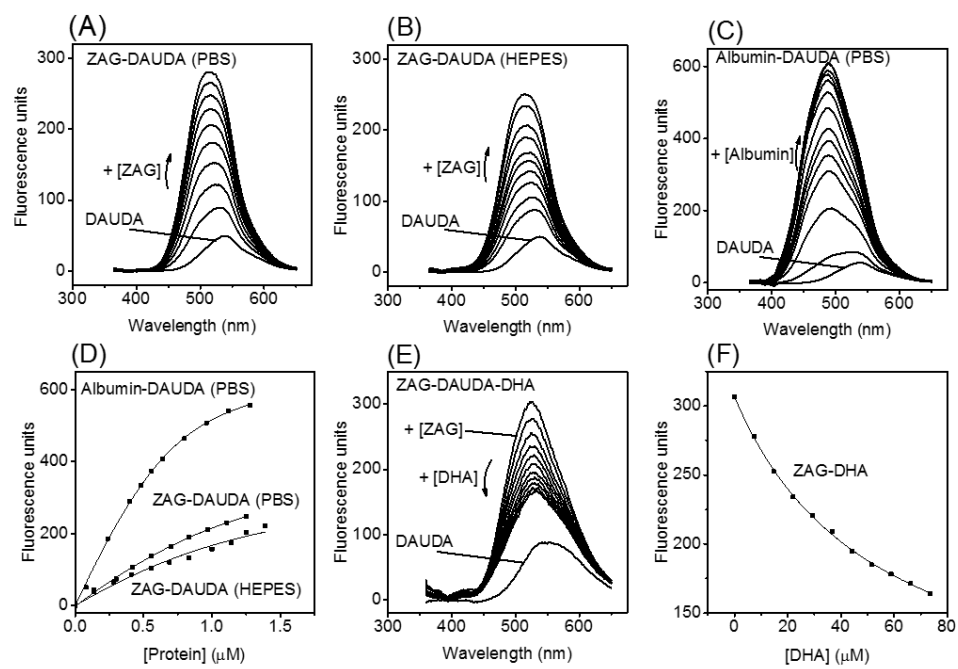 (A)
ZAG-DAUDA (PBS)
+ [ZAG]
DAUDA
Fluorescence units
300
200
100
0
300 400 500 600
Wavelength (nm)
(B)
ZAG-DAUDA (HEPES)
+ [ZAG]
DAUDA
Fluorescence units
300
200
100
0
300 400 500 600
Wavelength (nm)
(C)
Albumin-DAUDA (PBS)
+ [Albumin]
DAUDA
Fluorescence units
600
400
200
0
300 400 500 600
Wavelength (nm)
(D)
Albumin-DAUDA (PBS)
ZAG-DAUDA (PBS)
ZAG-DAUDA (HEPES)
Fluorescence units
600
400
200
0
0.0 0.5 1.0 1.5
[Protein] (μM)
(E)
ZAG-DAUDA-DHA
+ [ZAG]
+ [DHA]
DAUDA
Fluorescence units
300
200
100
0
300 400 500 600
Wavelength (nm)
(F)
ZAG-DHA
Fluorescence units
300
250
200
150
0 20 40 60 80
[DHA] (μM)